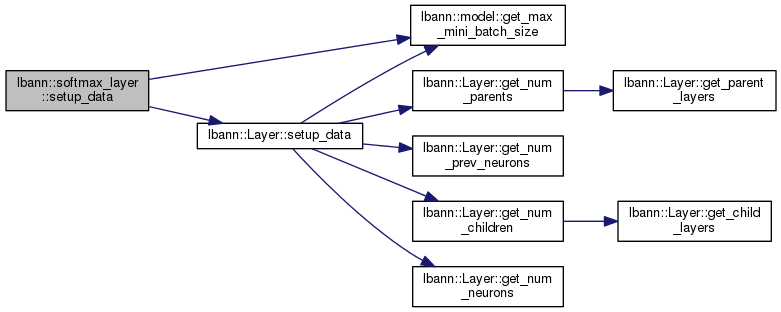 lbann::softmax_layer
::setup_data
lbann::Layer::setup_data
lbann::model::get_max
_mini_batch_size
lbann::Layer::get_num
_parents
lbann::Layer::get_parent
_layers
lbann::Layer::get_num
_prev_neurons
lbann::Layer::get_num
_children
lbann::Layer::get_child
_layers
lbann::Layer::get_num
_neurons